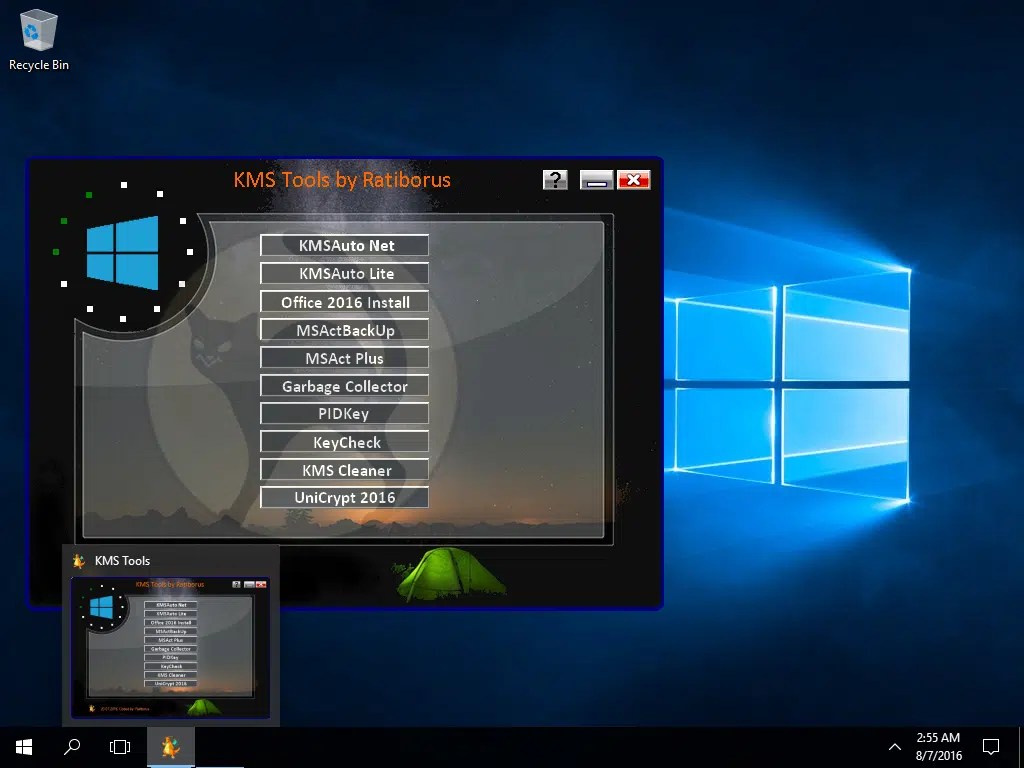 Recycle Bin
KMS Tools by Ratiborus
?
KMSAuto Net
KMSAuto Lite
Office 2016 Install
MSActBackUp
MSAct Plus
Garbage Collector
PIDKey
KeyCheck
KMS Cleaner
UniCrypt 2016
KMS Tools
KMS Tools by Ratiborus
KMSAuto Net
KMSAuto Lite
Office 2016 Install
MSActBackUp
MSAct Plus
Garbage Collector
PIDKey
KeyCheck
KMS Cleaner
UniCrypt 2016
2:55 AM
8/7/2016